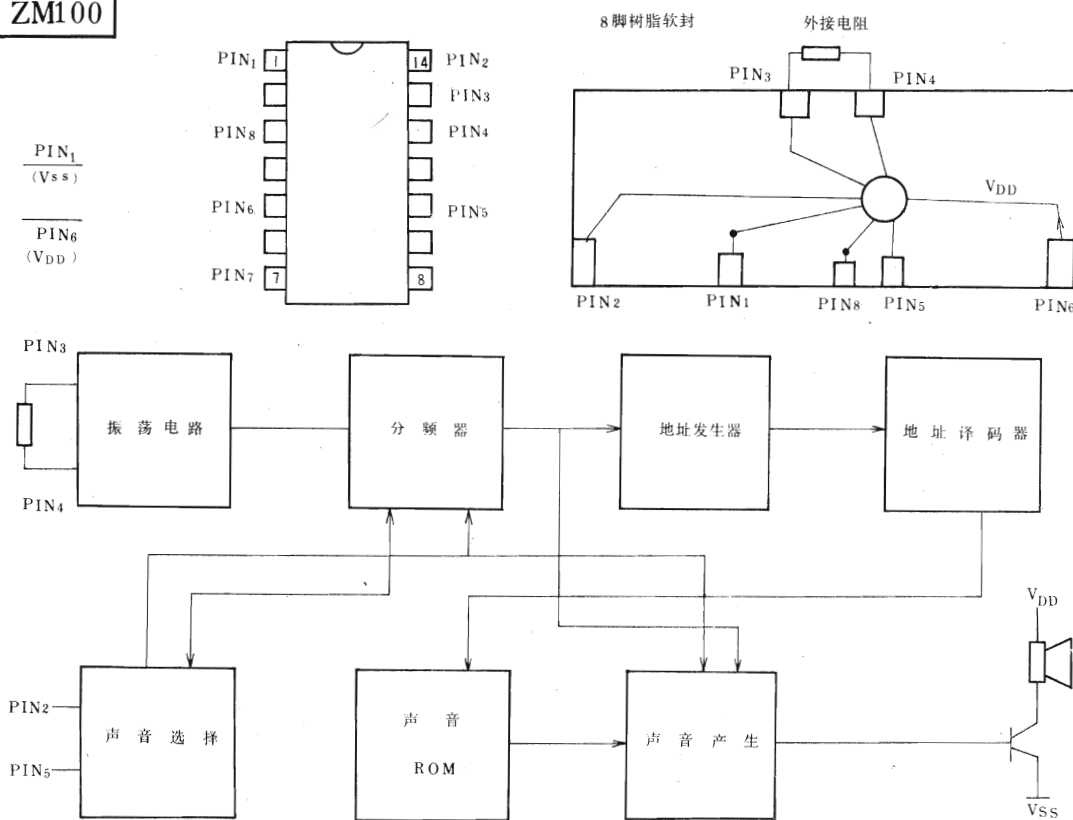 ZM100
8脚树脂软封
外接电阻
PIN1 1 14 PIN2
PIN3
PIN8 PIN4
PIN6 PIN5
PIN7 7 8
PIN1
(Vss)
PIN6
(VDD)
PIN3 PIN4
VDD
PIN2 PIN1 PIN8 PIN5 PIN6
PIN3
PIN4
振荡电路
分频器
地址发生器
地址译码器
PIN2
PIN5
声音选择
声音
ROM
声音产生
VDD
VSS